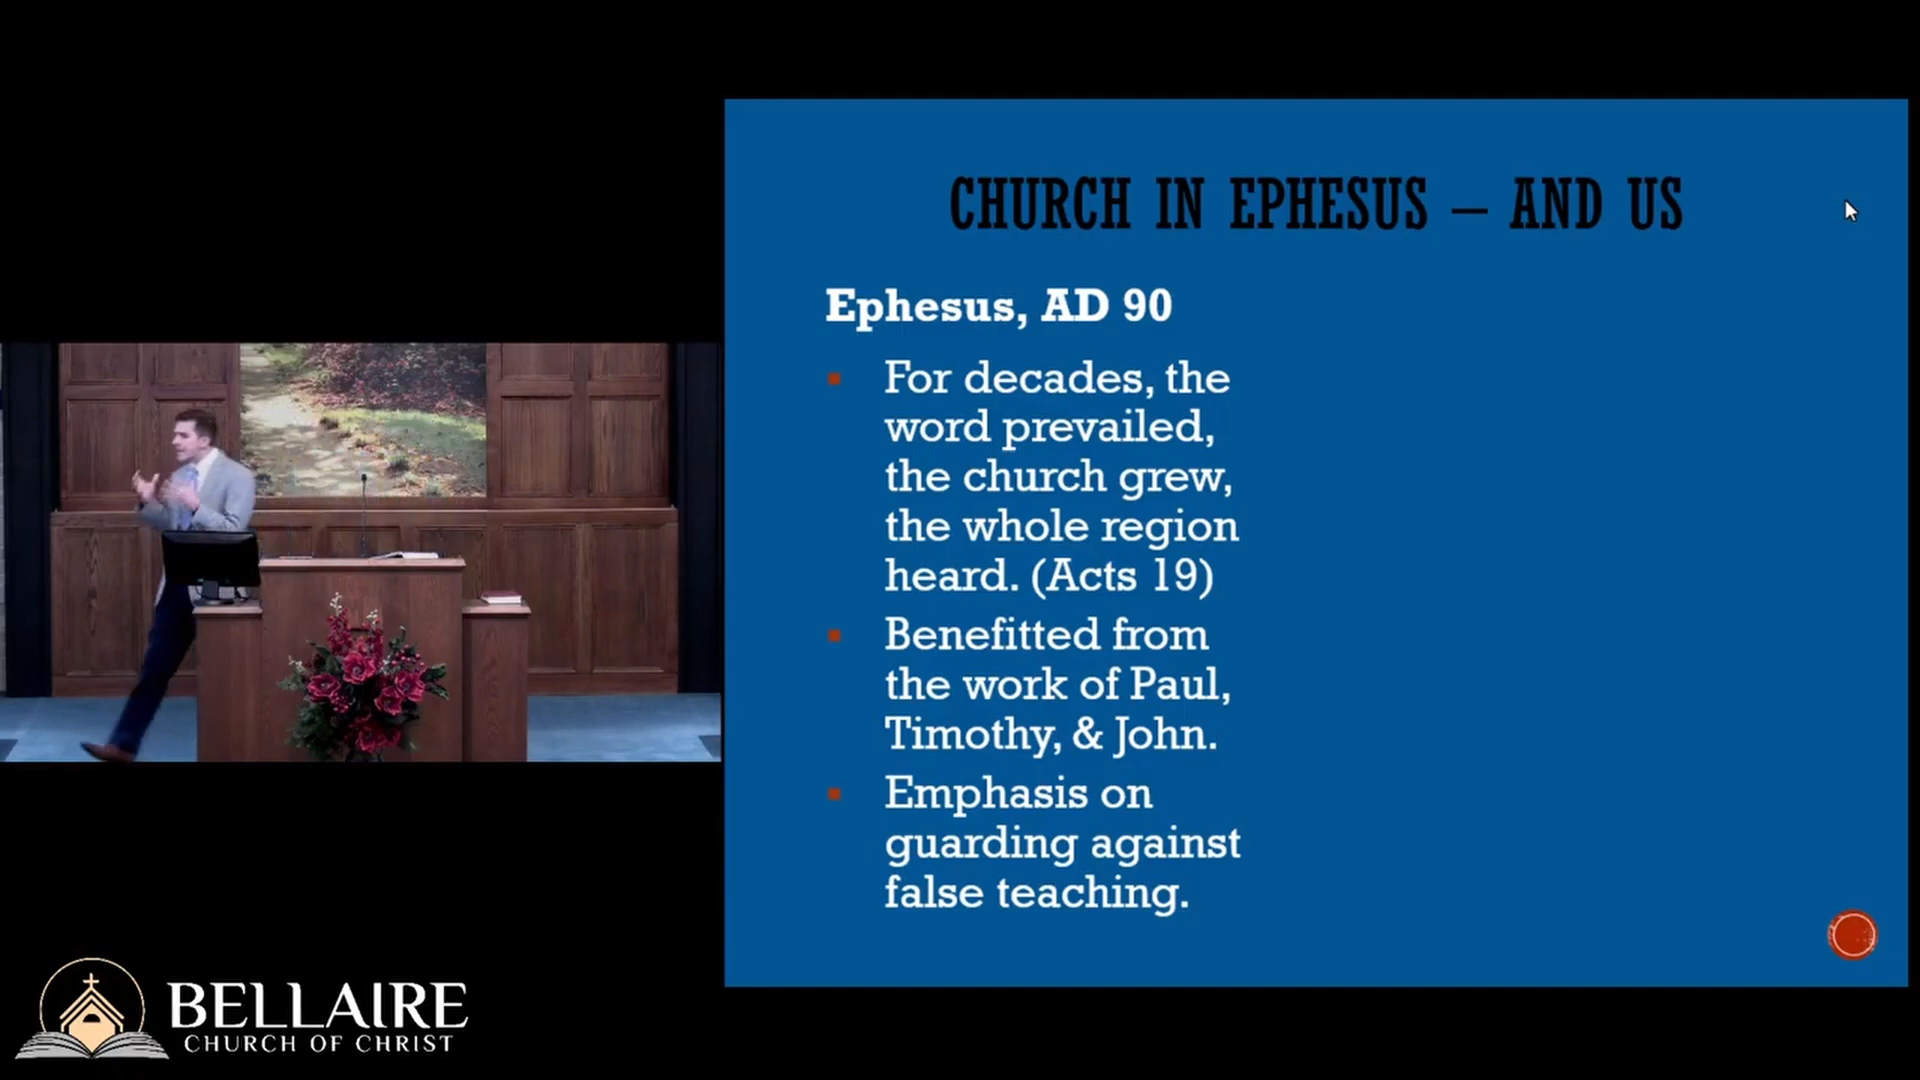 CHURCH IN EPHESUS – AND US
Ephesus, AD 90
For decades, the
word prevailed,
the church grew,
the whole region
heard. (Acts 19)
Benefitted from
the work of Paul,
Timothy, & John.
Emphasis on
guarding against
false teaching.
BELLAIRE
CHURCH OF CHRIST